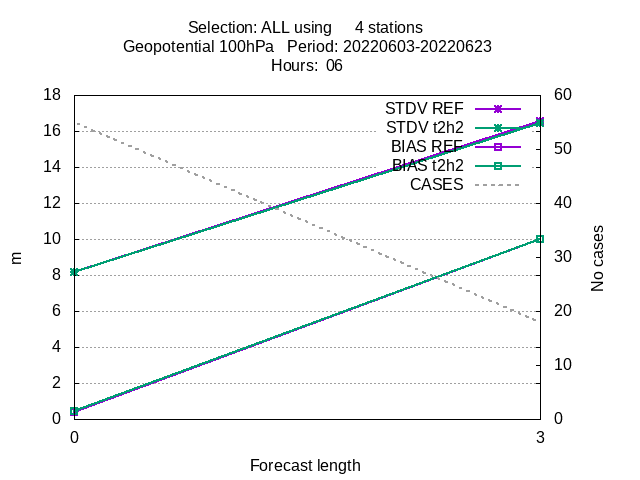 Selection: ALL using 4 stations
Geopotential 100hPa Period: 20220603-20220623
Hours: 06
18
16
14
12
10
8
6
4
2
0
m
STDV REF
STDV t2h2
BIAS REF
BIAS t2h2
CASES
60
50
40
30
20
10
0
No cases
0
3
Forecast length